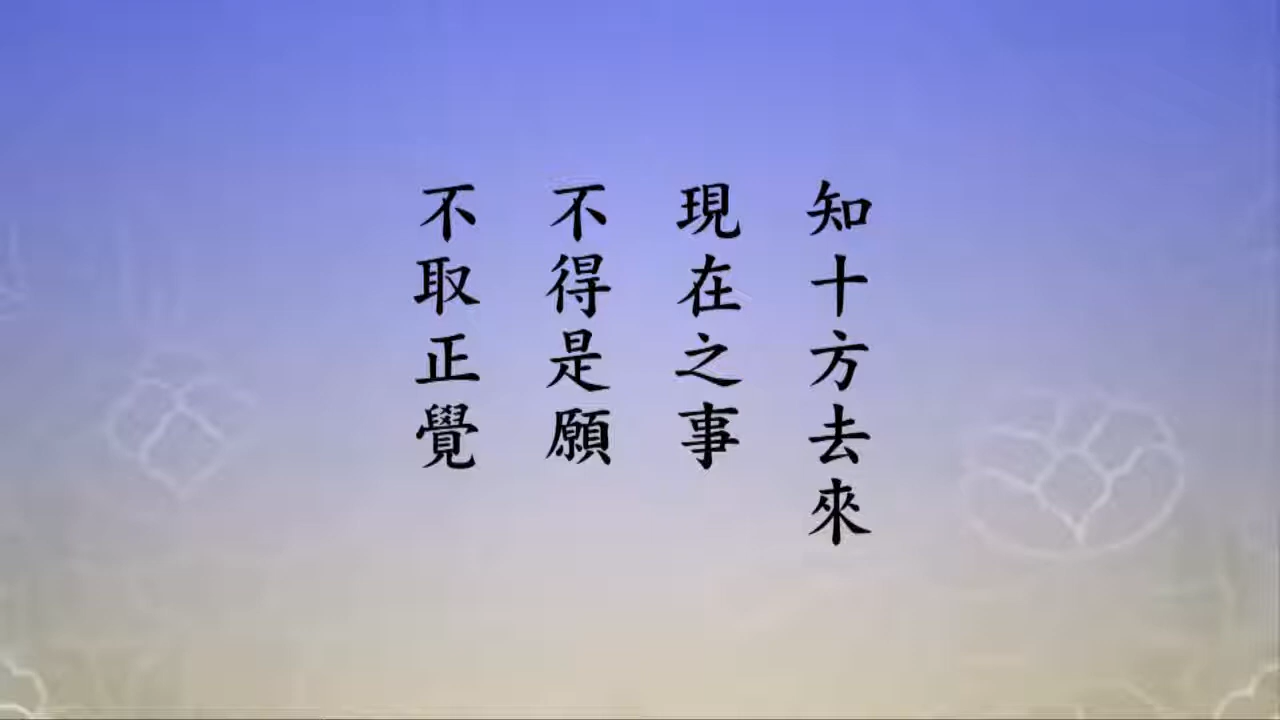 知十方去來
現在之事
不得是願
不取正覺